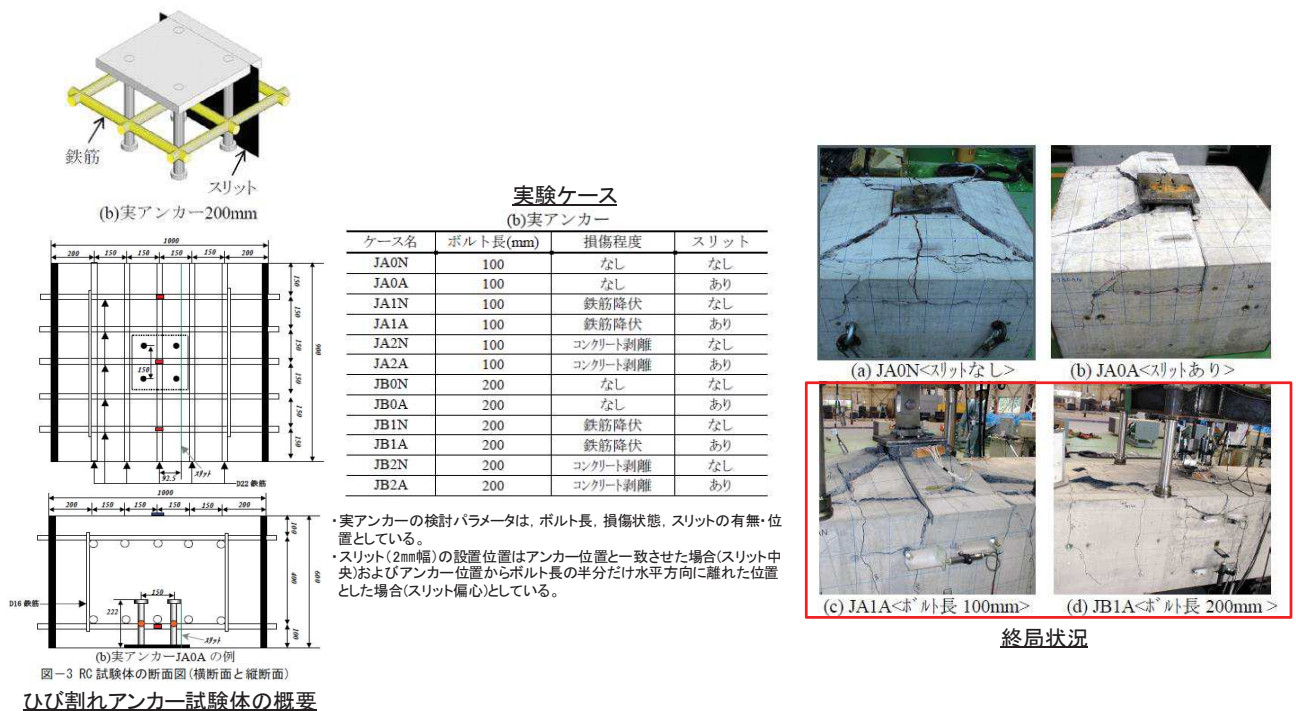 鉄筋
スリット
(b)実アンカー200mm
1000
200 150 150 150 150 200
150
150
150
150
150
150
900
150
92.5
スリット
D22 鉄筋
1000
200 150 150 150 150 200
100
400
100
600
D16 鉄筋
222
150
スリット
(b)実アンカーJA0A の例
図－3 RC 試験体の断面図(横断面と縦断面)
ひび割れアンカー試験体の概要
実験ケース
(b)実アンカー
ケース名 ボルト長(mm) 損傷程度 スリット
JA0N 100 なし なし
JA0A 100 なし あり
JA1N 100 鉄筋降伏 なし
JA1A 100 鉄筋降伏 あり
JA2N 100 コンクリート剥離 なし
JA2A 100 コンクリート剥離 あり
JB0N 200 なし なし
JB0A 200 なし あり
JB1N 200 鉄筋降伏 なし
JB1A 200 鉄筋降伏 あり
JB2N 200 コンクリート剥離 なし
JB2A 200 コンクリート剥離 あり
・実アンカーの検討パラメータは，ボルト長，損傷状態，スリットの有無・位
置としている。
・スリット(2mm幅)の設置位置はアンカー位置と一致させた場合(スリット中
央)およびアンカー位置からボルト長の半分だけ水平方向に離れた位置
とした場合(スリット偏心)としている。
(a) JA0N<スリットなし>
(b) JA0A<スリットあり>
(c) JA1A<ボルト長 100mm>
(d) JB1A<ボルト長 200mm>
終局状況